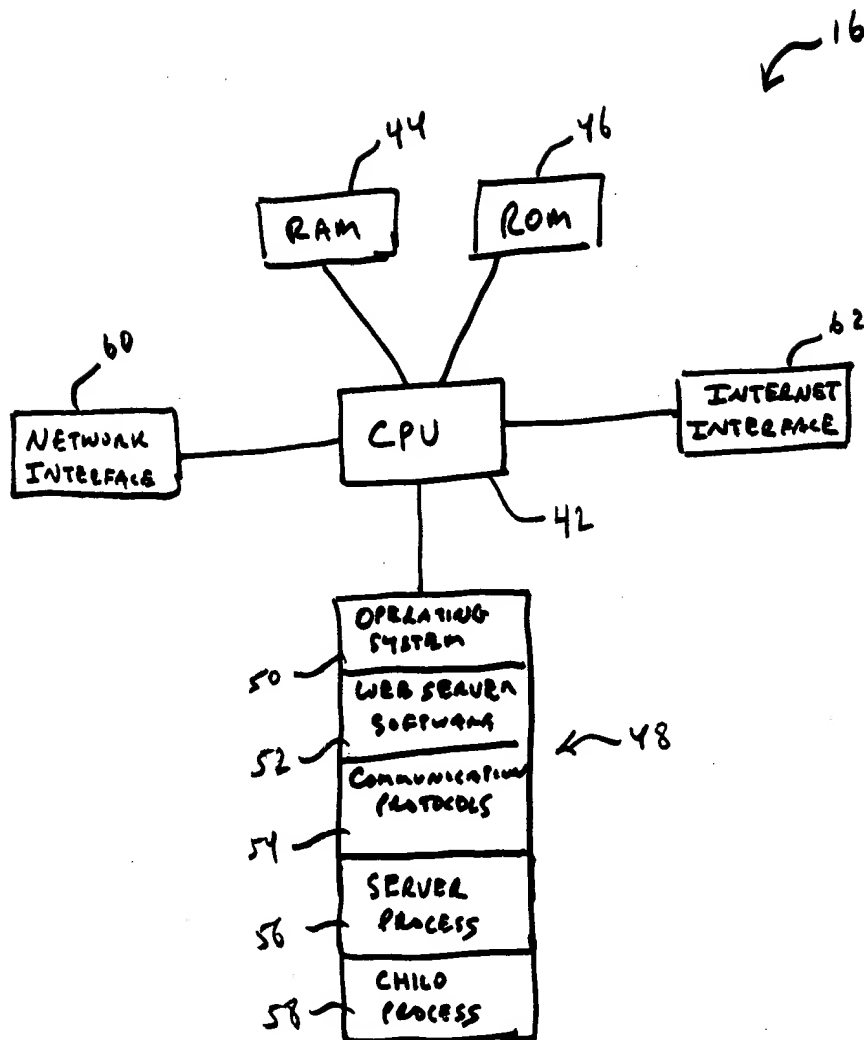 16
44
46
RAM
ROM
60
62
NETWORK
INTERFACE
CPU
INTERNET
INTERFACE
42
OPERATING
SYSTEM
50
WEB SERVER
SOFTWARE
52
48
COMMUNICATION
PROTOCOLS
54
SERVER
PROCESS
56
CHILD
PROCESS
58